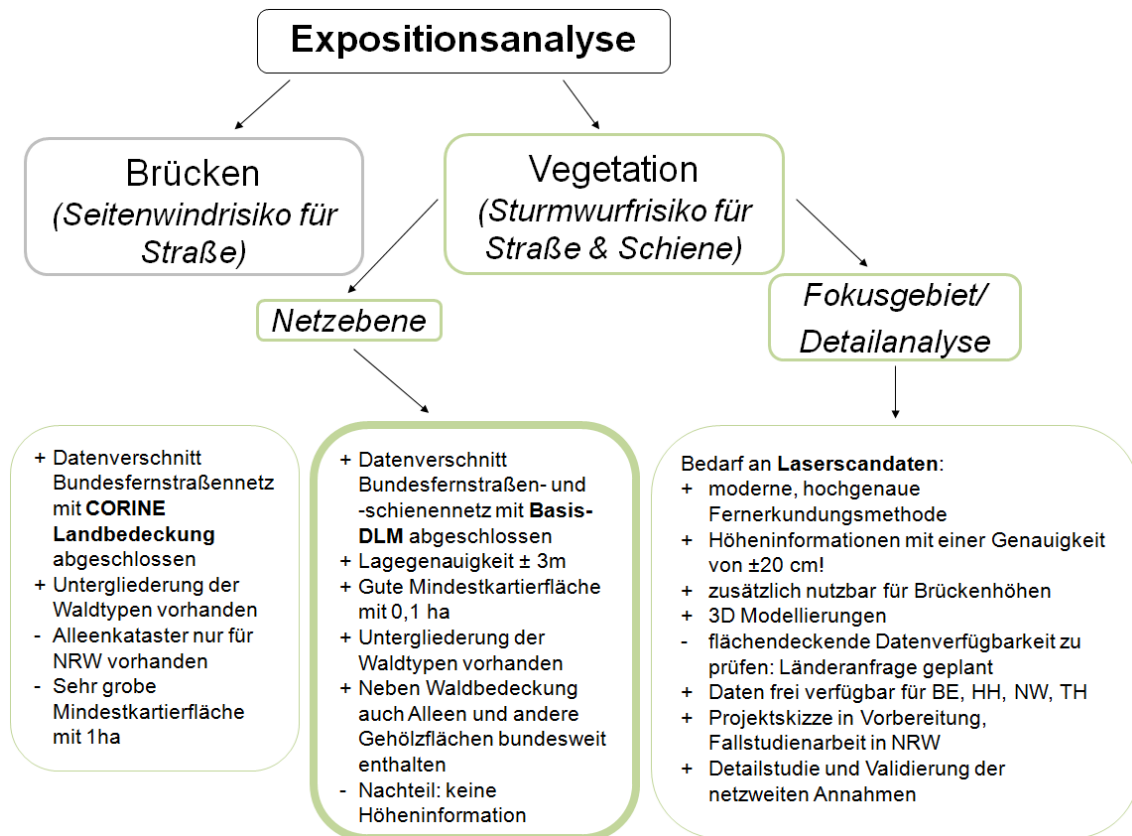 Expositionsanalyse
Brücken
(Seitenwindrisiko für
Straße)
Vegetation
(Sturmwurfrisiko für
Straße & Schiene)
Netzebene
Fokusgebiet/
Detailanalyse
+ Datenverschnitt
Bundesfernstraßennetz
mit CORINE
Landbedeckung
abgeschlossen
+ Untergliederung der
Waldtypen vorhanden
- Alleenkataster nur für
NRW vorhanden
- Sehr grobe
Mindestkartierfläche
mit 1ha
+ Datenverschnitt
Bundesfernstraßen- und
-schienennetz mit Basis-
DLM abgeschlossen
+ Lagegenauigkeit ± 3m
+ Gute Mindestkartierfläche
mit 0,1 ha
+ Untergliederung der
Waldtypen vorhanden
+ Neben Waldbedeckung
auch Alleen und andere
Gehölzflächen bundesweit
enthalten
- Nachteil: keine
Höheninformation
Bedarf an Laserscandaten:
+ moderne, hochgenaue
Fernerkundungsmethode
+ Höheninformationen mit einer Genauigkeit
von ±20 cm!
+ zusätzlich nutzbar für Brückenhöhen
+ 3D Modellierungen
- flächendeckende Datenverfügbarkeit zu
prüfen: Länderanfrage geplant
+ Daten frei verfügbar für BE, HH, NW, TH
+ Projektskizze in Vorbereitung,
Fallstudienarbeit in NRW
+ Detailstudie und Validierung der
netzweiten Annahmen